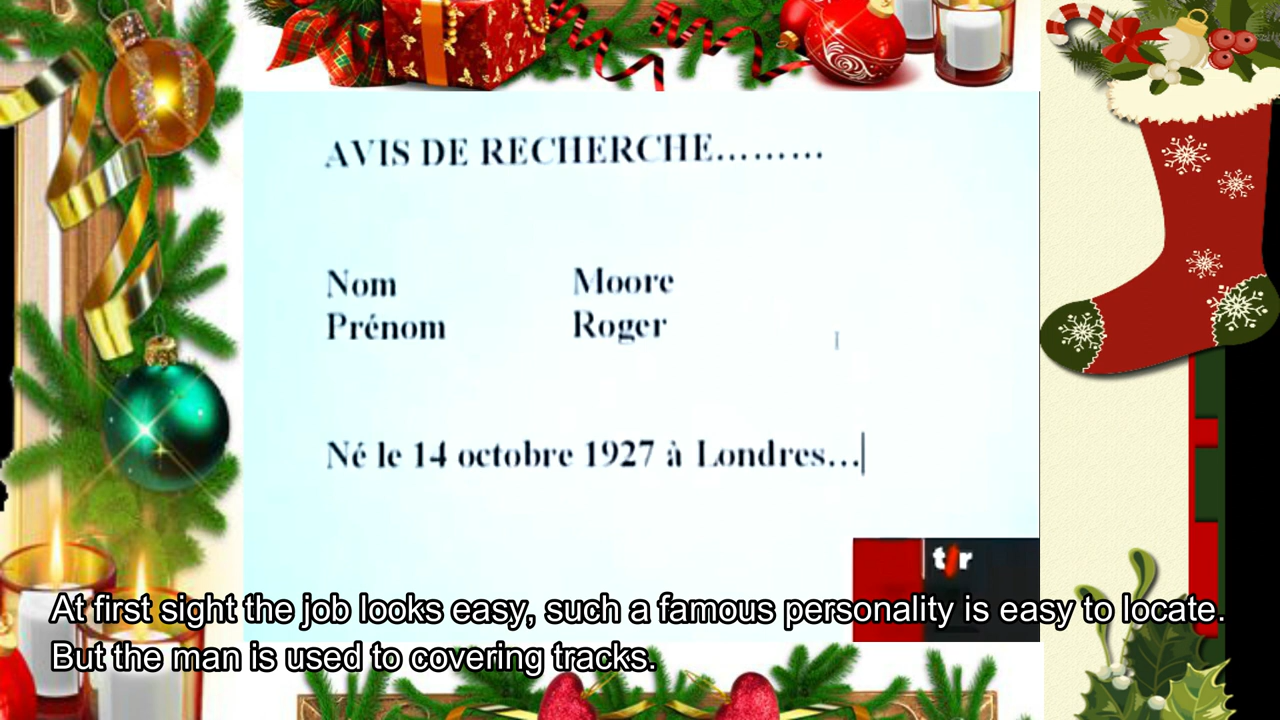 AVIS DE RECHERCHE.........
Nom Moore
Prénom Roger
Né le 14 octobre 1927 à Londres...
tsr
At first sight the job looks easy, such a famous personality is easy to locate.
But the man is used to covering tracks.